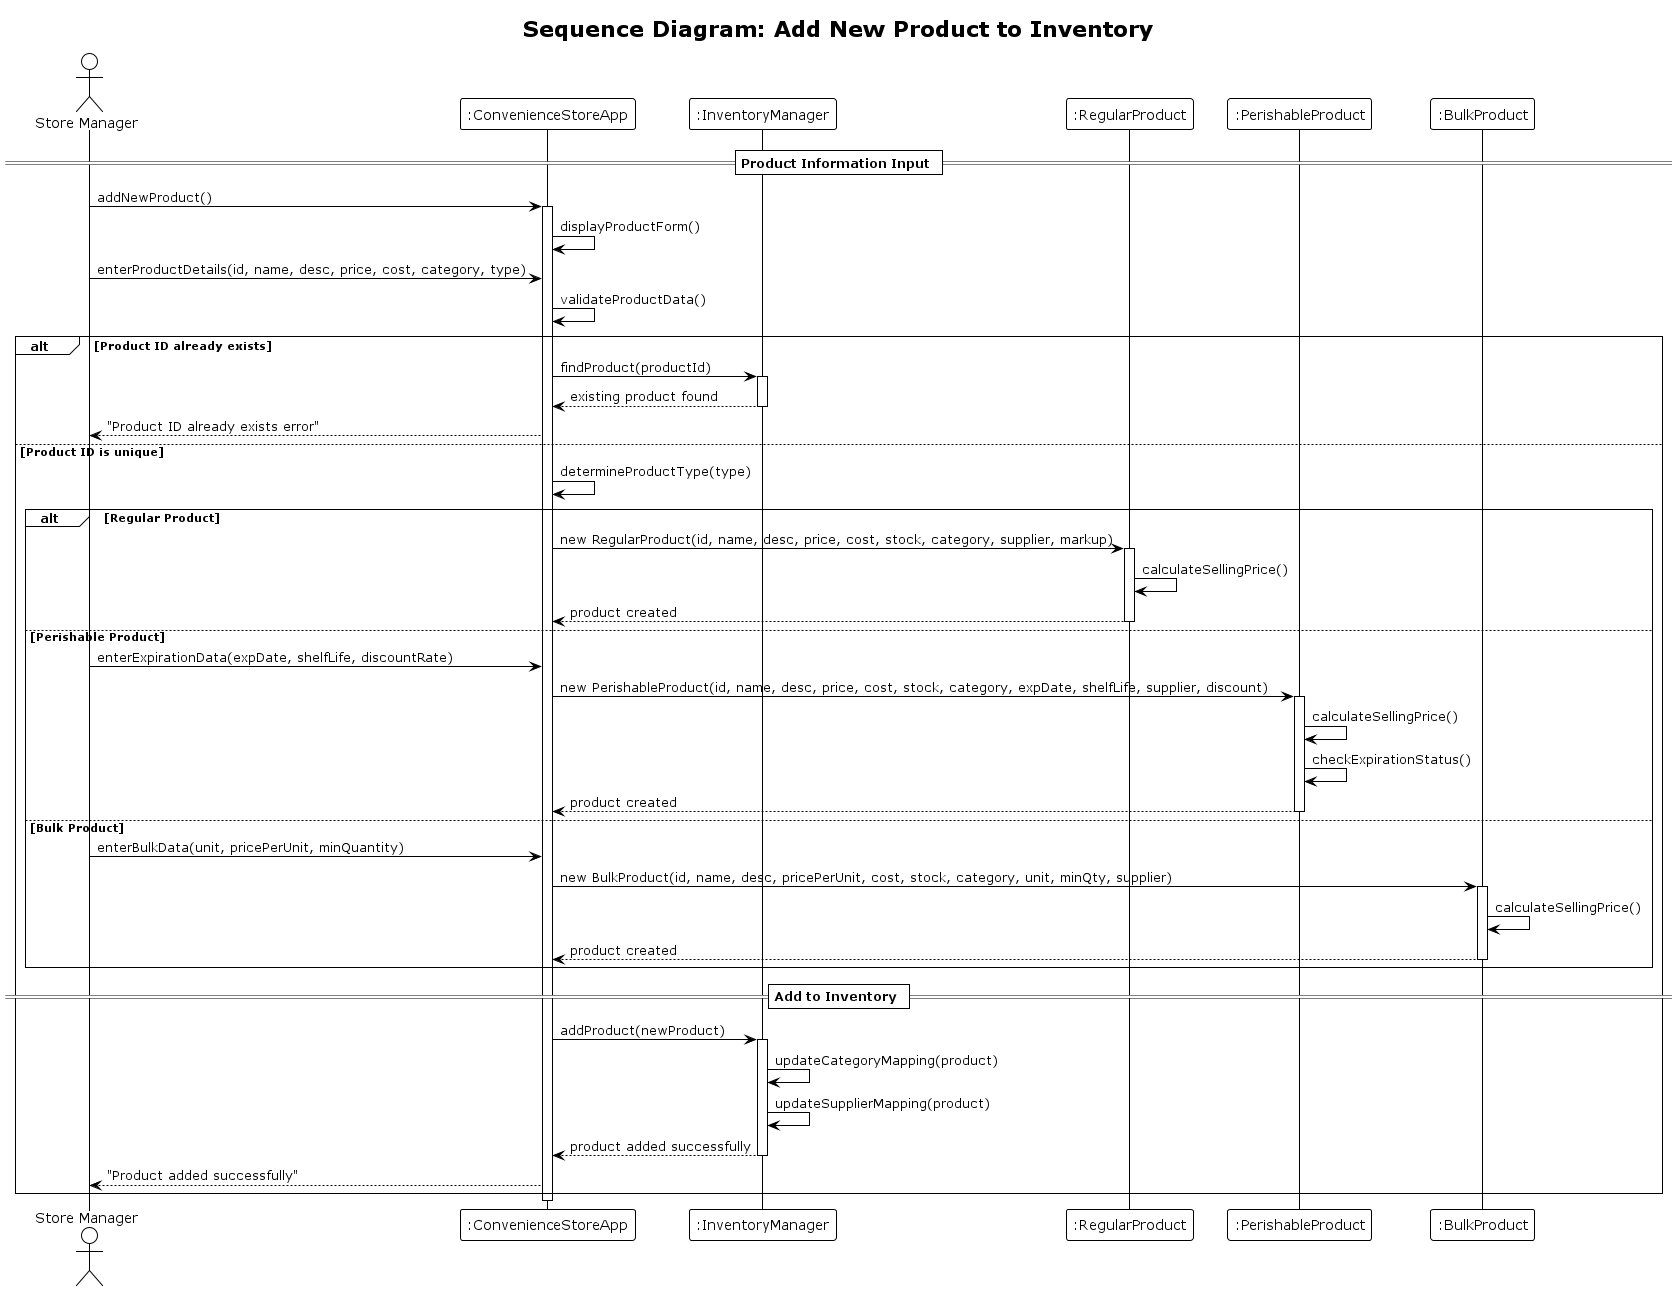 Sequence Diagram: Add New Product to Inventory
Store Manager
:ConvenienceStoreApp
:InventoryManager
:RegularProduct
:PerishableProduct
:BulkProduct
Product Information Input
addNewProduct()
displayProductForm()
enterProductDetails(id, name, desc, price, cost, category, type)
validateProductData()
alt
[Product ID already exists]
findProduct(productId)
existing product found
"Product ID already exists error"
[Product ID is unique]
determineProductType(type)
alt
[Regular Product]
new RegularProduct(id, name, desc, price, cost, stock, category, supplier, markup)
calculateSellingPrice()
product created
[Perishable Product]
enterExpirationData(expDate, shelfLife, discountRate)
new PerishableProduct(id, name, desc, price, cost, stock, category, expDate, shelfLife, supplier, discount)
calculateSellingPrice()
checkExpirationStatus()
product created
[Bulk Product]
enterBulkData(unit, pricePerUnit, minQuantity)
new BulkProduct(id, name, desc, pricePerUnit, cost, stock, category, unit, minQty, supplier)
calculateSellingPrice()
product created
Add to Inventory
addProduct(newProduct)
updateCategoryMapping(product)
updateSupplierMapping(product)
product added successfully
"Product added successfully"
Store Manager
:ConvenienceStoreApp
:InventoryManager
:RegularProduct
:PerishableProduct
:BulkProduct